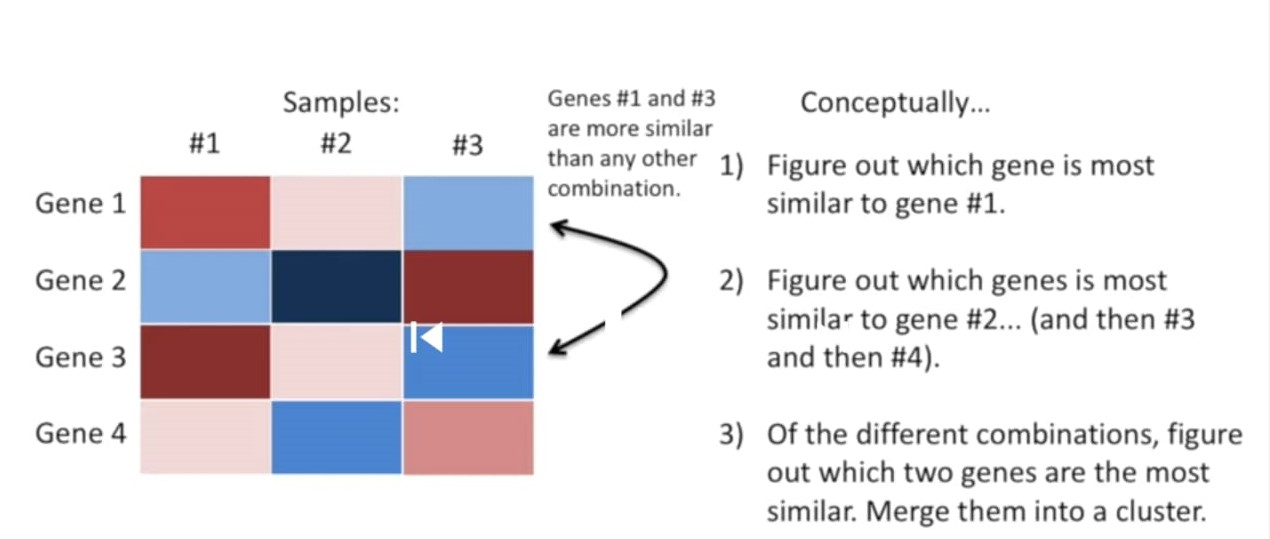 Samples:
#1 #2 #3
Gene 1
Gene 2
Gene 3
Gene 4
Genes #1 and #3
are more similar
than any other
combination.
Conceptually...
1) Figure out which gene is most
similar to gene #1.
2) Figure out which genes is most
similar to gene #2... (and then #3
and then #4).
3) Of the different combinations, figure
out which two genes are the most
similar. Merge them into a cluster.